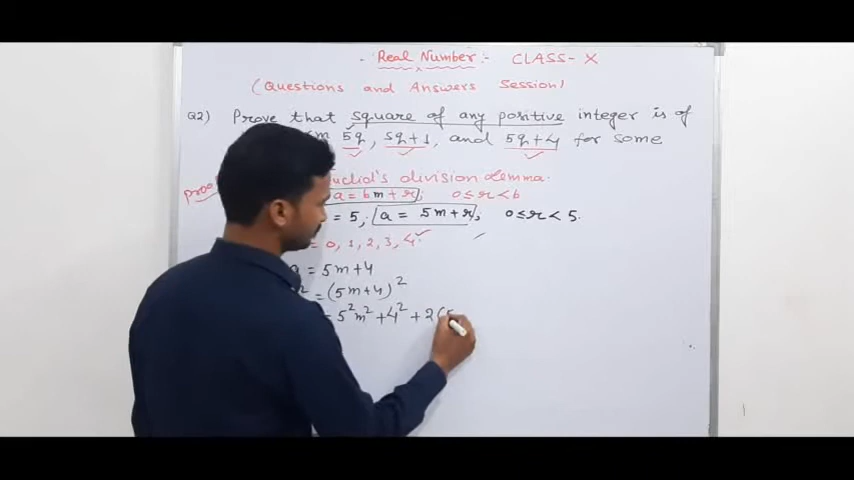 - Real Number :- CLASS - X
(Questions and Answers Session)
Q2) Prove that square of any positive integer is of
5q, 5q+1, and 5q+4 for some
Proof Euclid's division lemma.
a = bm + r; 0 ≤ r < b
= 5, a = 5m + r; 0 ≤ r < 5.
= 0, 1, 2, 3, 4
a = 5m + 4
= (5m + 4)²
= 5²m² + 4² + 2(5